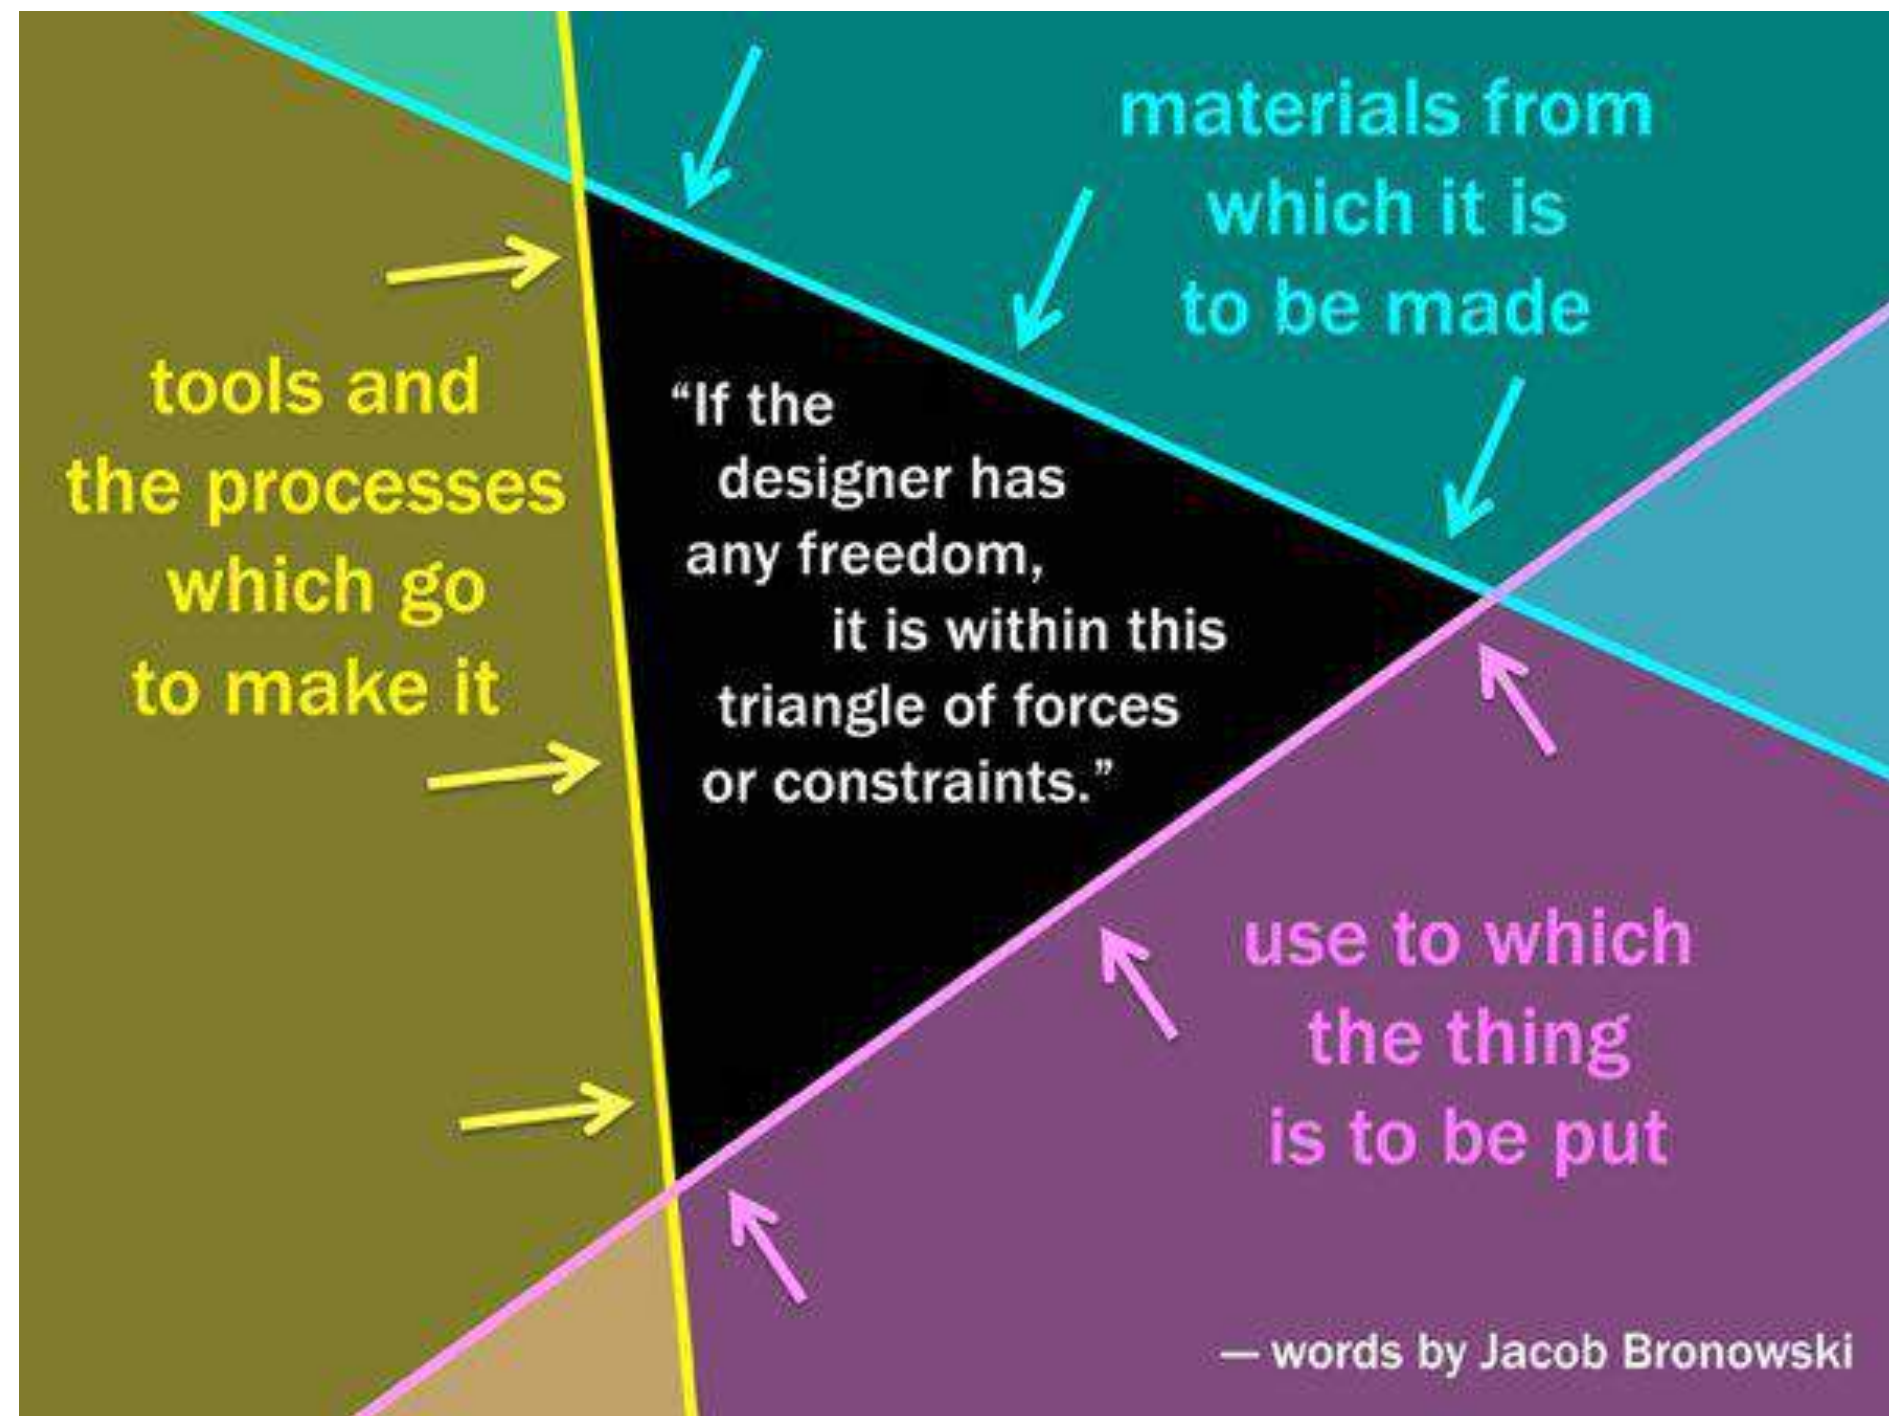 materials from
which it is
to be made
tools and
the processes
which go
to make it
“If the
designer has
any freedom,
it is within this
triangle of forces
or constraints.”
use to which
the thing
is to be put
— words by Jacob Bronowski